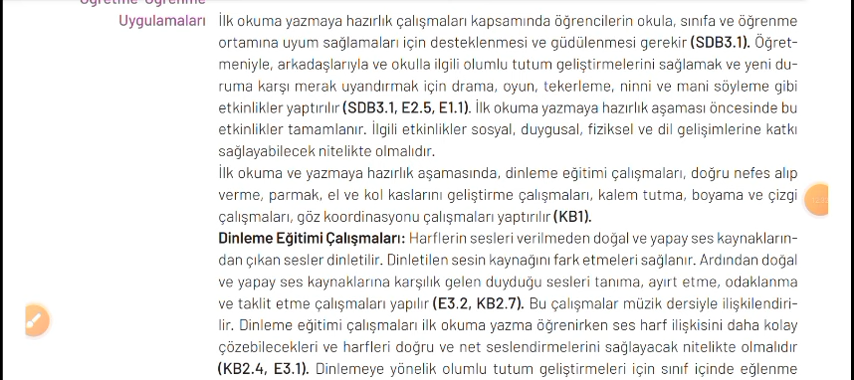 Öğretme-Öğrenme
Uygulamaları
İlk okuma yazmaya hazırlık çalışmaları kapsamında öğrencilerin okula, sınıfa ve öğrenme
ortamına uyum sağlamaları için desteklenmesi ve güdülenmesi gerekir (SDB3.1). Öğret-
meniyle, arkadaşlarıyla ve okulla ilgili olumlu tutum geliştirmelerini sağlamak ve yeni du-
ruma karşı merak uyandırmak için drama, oyun, tekerleme, ninni ve mani söyleme gibi
etkinlikler yaptırılır (SDB3.1, E2.5, E1.1). İlk okuma yazmaya hazırlık aşaması öncesinde bu
etkinlikler tamamlanır. İlgili etkinlikler sosyal, duygusal, fiziksel ve dil gelişimlerine katkı
sağlayabilecek nitelikte olmalıdır.
İlk okuma ve yazmaya hazırlık aşamasında, dinleme eğitimi çalışmaları, doğru nefes alıp
verme, parmak, el ve kol kaslarını geliştirme çalışmaları, kalem tutma, boyama ve çizgi
çalışmaları, göz koordinasyonu çalışmaları yaptırılır (KB1).
Dinleme Eğitimi Çalışmaları: Harflerin sesleri verilmeden doğal ve yapay ses kaynakların-
dan çıkan sesler dinletilir. Dinletilen sesin kaynağını fark etmeleri sağlanır. Ardından doğal
ve yapay ses kaynaklarına karşılık gelen duyduğu sesleri tanıma, ayırt etme, odaklanma
ve taklit etme çalışmaları yapılır (E3.2, KB2.7). Bu çalışmalar müzik dersiyle ilişkilendiri-
lir. Dinleme eğitimi çalışmaları ilk okuma yazma öğrenirken ses harf ilişkisini daha kolay
çözebilecekleri ve harfleri doğru ve net seslendirmelerini sağlayacak nitelikte olmalıdır
(KB2.4, E3.1). Dinlemeye yönelik olumlu tutum geliştirmeleri için sınıf içinde eğlenme